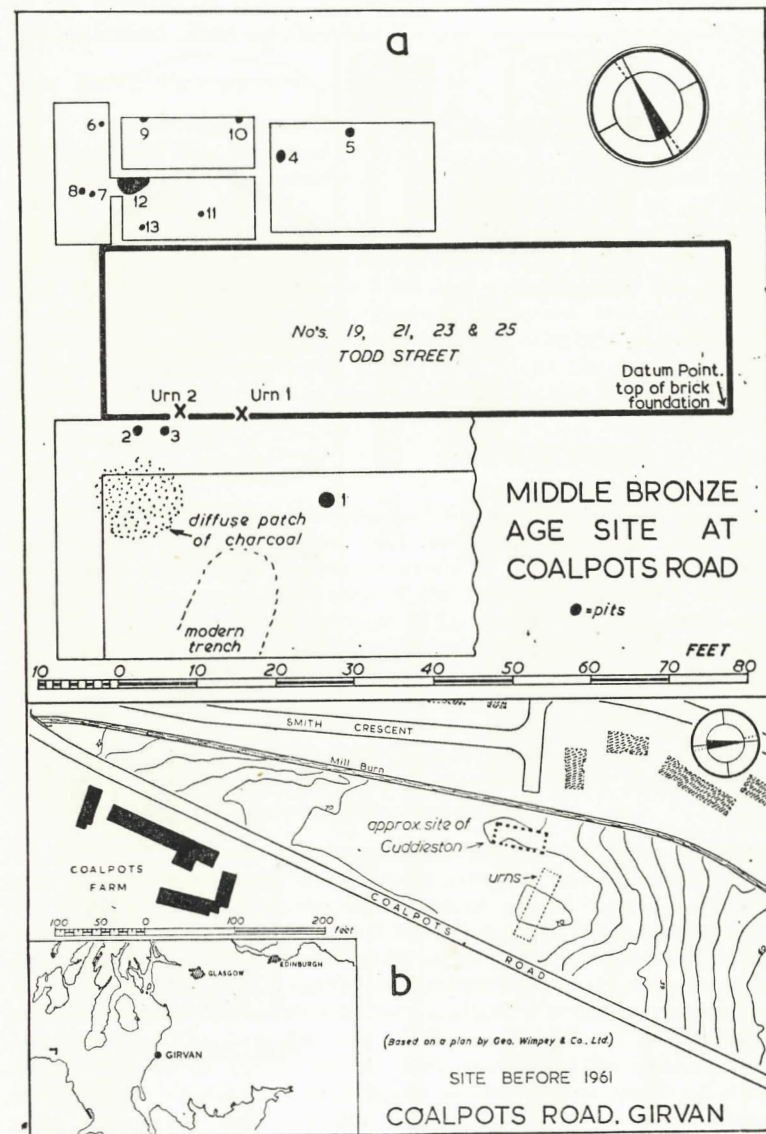 a
6
9
10
4
5
8
7
12
13
11
No's. 19, 21, 23 & 25
TODD STREET
Datum Point.
top of brick
foundation
Urn 2
Urn 1
2
3
1
diffuse patch
of charcoal
modern
trench
MIDDLE BRONZE
AGE SITE AT
COALPOTS ROAD
=pits
FEET
10 0 10 20 30 40 50 60 70 80
SMITH CRESCENT
Mill Burn
approx. site of
Cuddieston
urns
COALPOTS
FARM
COALPOTS ROAD
100 50 0 100 200
feet
GLASGOW
EDINBURGH
GIRVAN
b
(Based on a plan by Geo. Wimpey & Co., Ltd.)
SITE BEFORE 1961
COALPOTS ROAD, GIRVAN